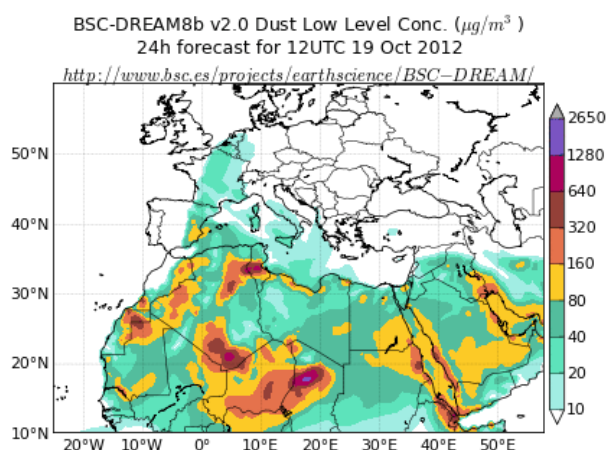 BSC-DREAM8b v2.0 Dust Low Level Conc. (μg/m³ )
24h forecast for 12UTC 19 Oct 2012
http://www.bsc.es/projects/earthscience/BSC−DREAM/
2650
50°N
1280
640
40°N
320
30°N
160
80
20°N
40
20
10°N
10
20°W 10°W 0° 10°E 20°E 30°E 40°E 50°E